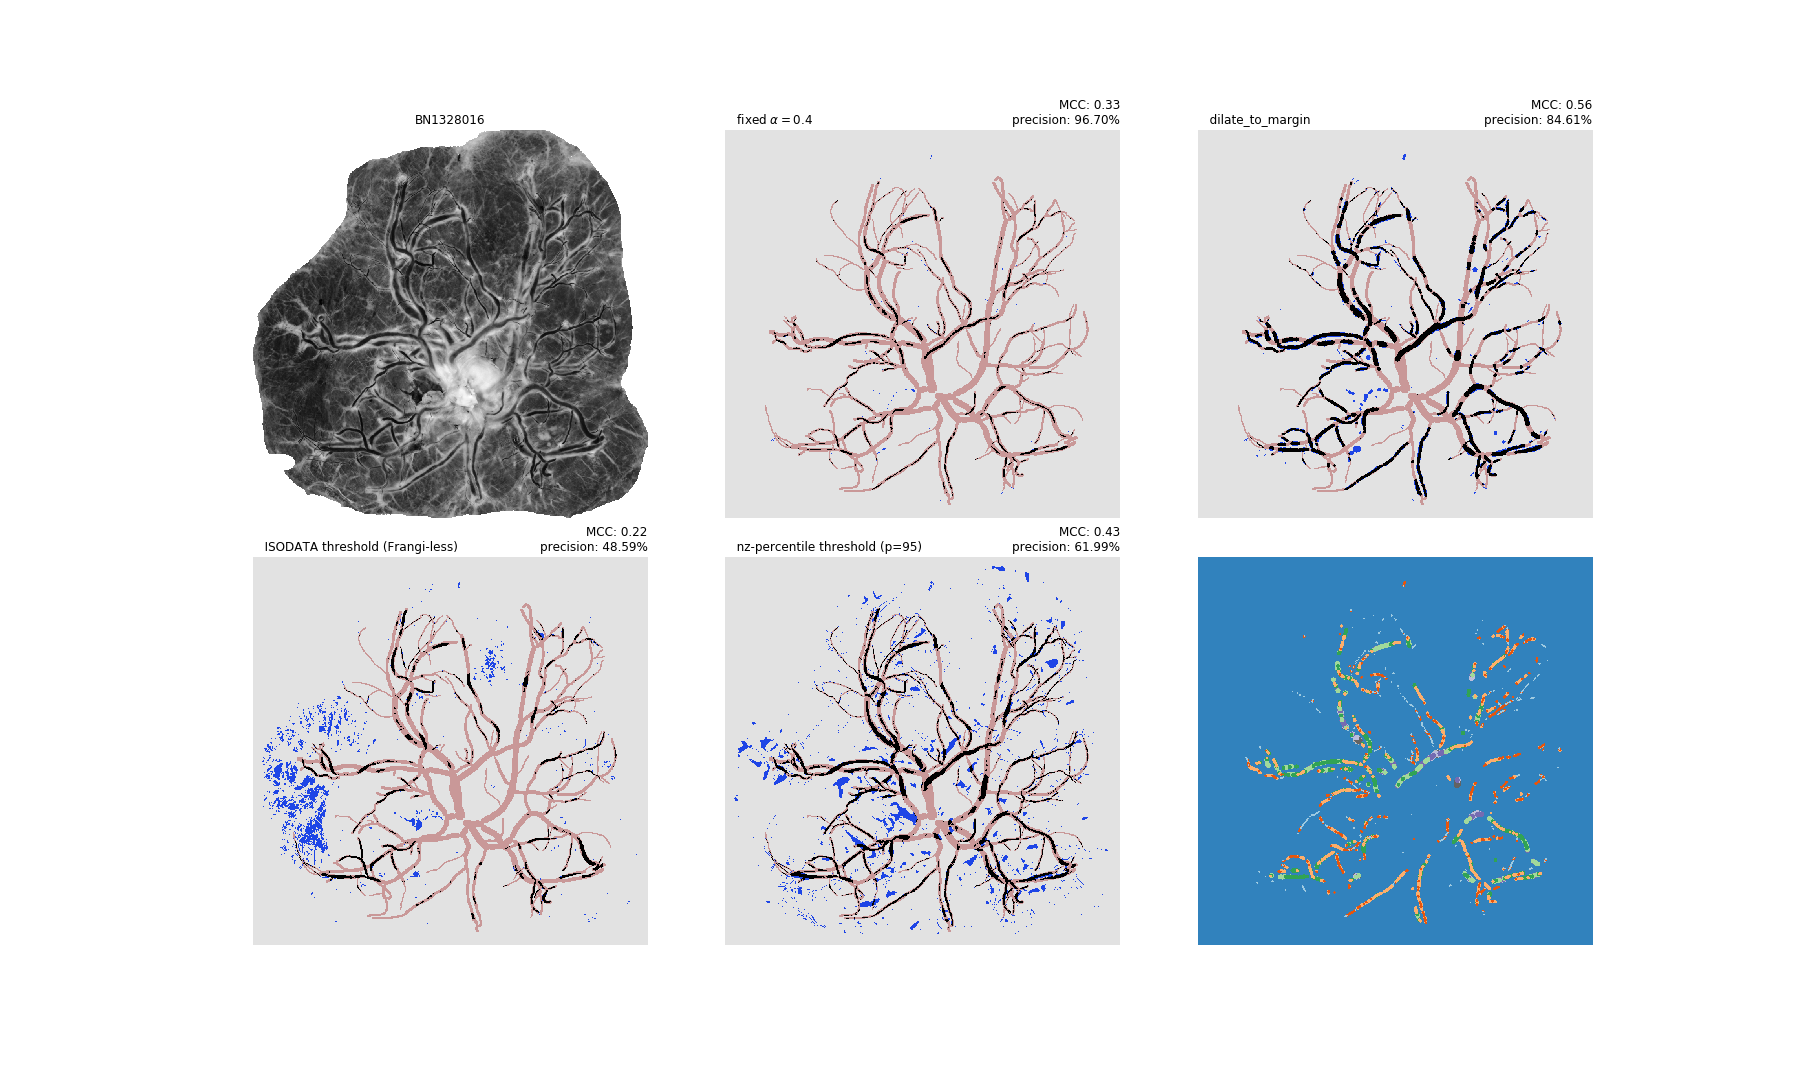 BN1328016
MCC: 0.33
fixed α = 0.4 precision: 96.70%
MCC: 0.56
dilate_to_margin precision: 84.61%
MCC: 0.22
ISODATA threshold (Frangi-less) precision: 48.59%
MCC: 0.43
nz-percentile threshold (p=95) precision: 61.99%